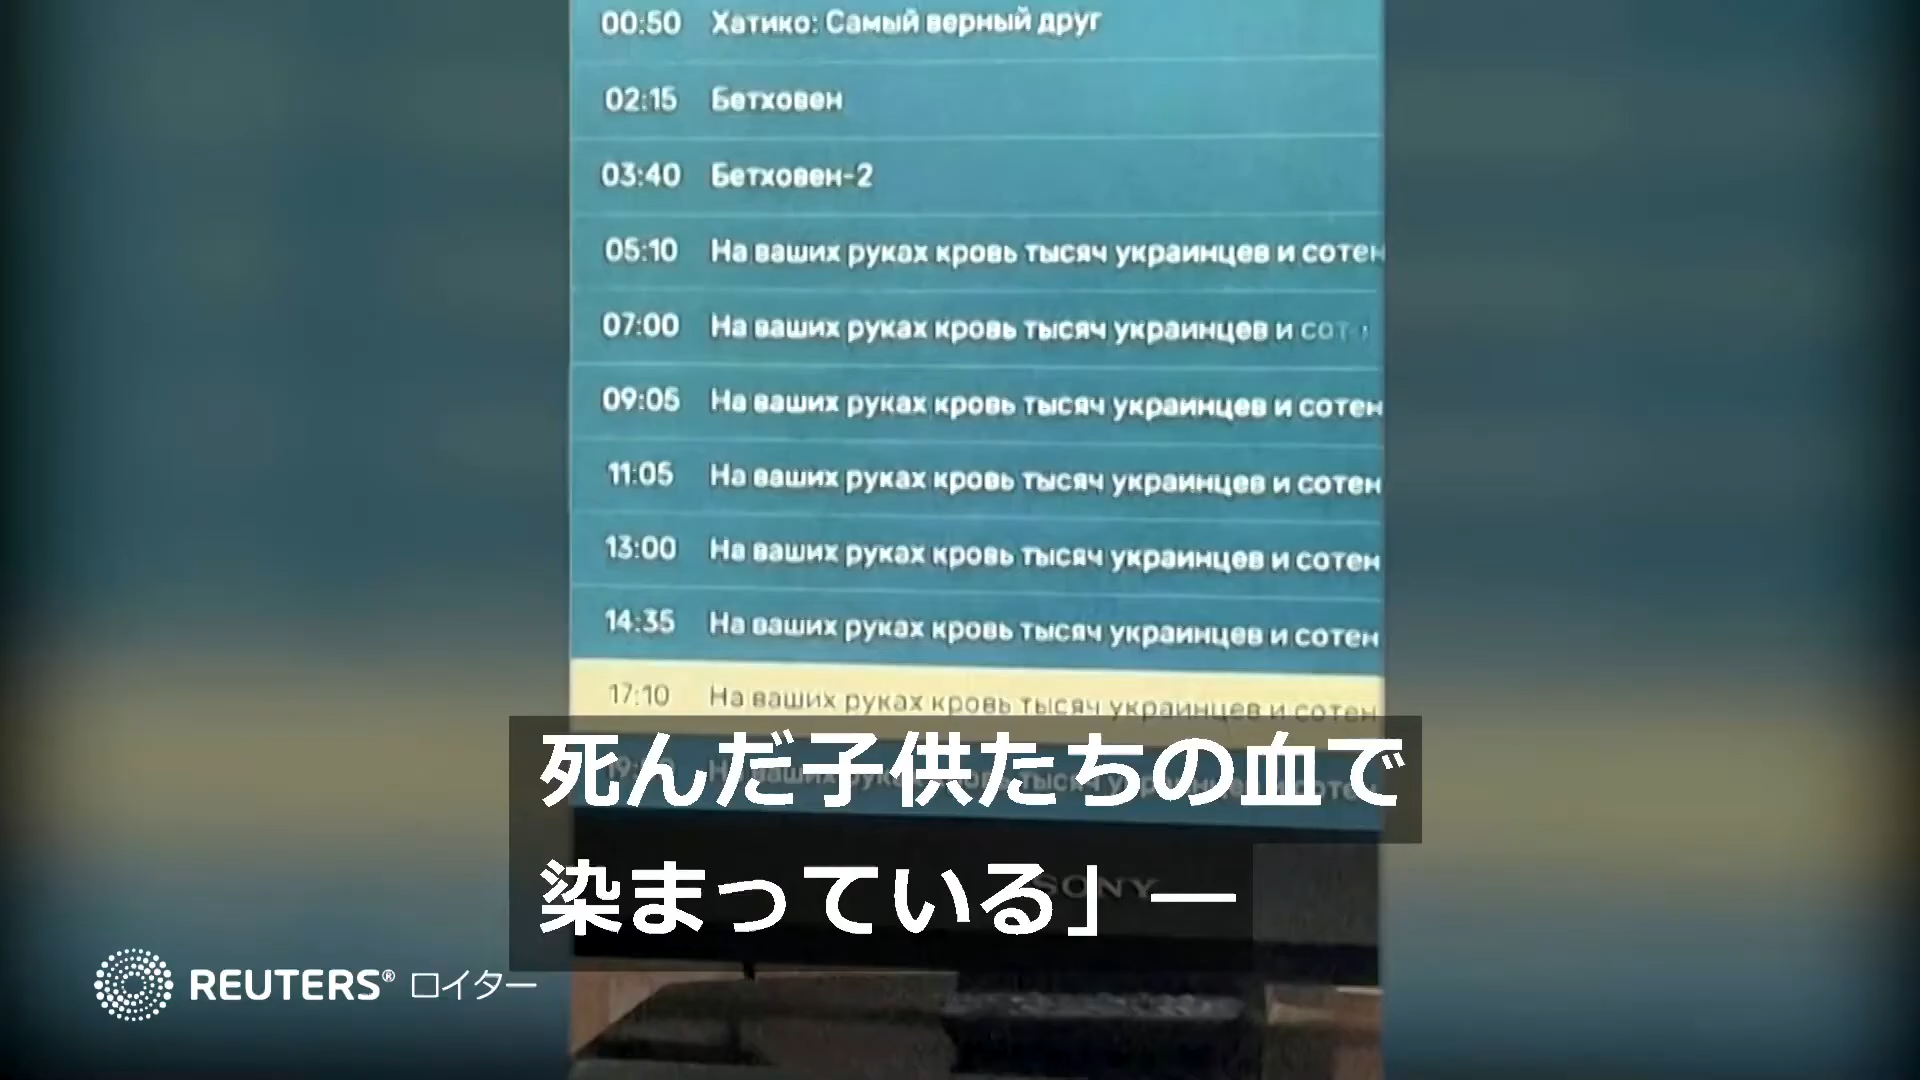 00:50 Хатико: Самый верный друг
02:15 Бетховен
03:40 Бетховен-2
05:10 На ваших руках кровь тысяч украинцев и сотен
07:00 На ваших руках кровь тысяч украинцев и сот
09:05 На ваших руках кровь тысяч украинцев и сотен
11:05 На ваших руках кровь тысяч украинцев и сотен
13:00 На ваших руках кровь тысяч украинцев и сотен
14:35 На ваших руках кровь тысяч украинцев и сотен
17:10 На ваших руках кровь тысяч украинцев и сотен
死んだ子供たちの血で
染まっている」―
SONY
REUTERS® ロイター